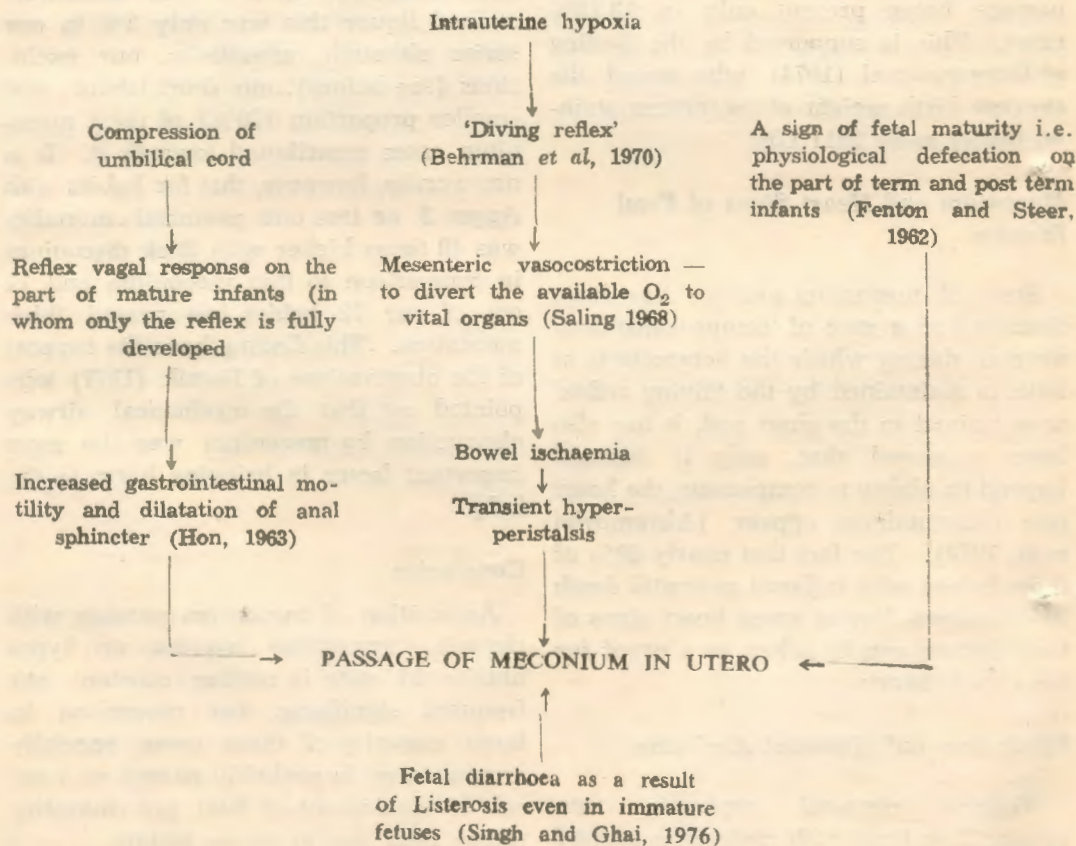 Intrauterine hypoxia
Compression of
umbilical cord
'Diving reflex'
(Behrman et al, 1970)
A sign of fetal maturity i.e.
physiological defecation on
the part of term and post term
infants (Fenton and Steer,
1962)
Reflex vagal response on the
part of mature infants (in
whom only the reflex is fully
developed
Mesenteric vasocostriction —
to divert the available O₂ to
vital organs (Saling 1968)
Increased gastrointestinal mo-
tility and dilatation of anal
sphincter (Hon, 1963)
Bowel ischaemia
Transient hyper-
peristalsis
PASSAGE OF MECONIUM IN UTERO
Fetal diarrhoea as a result
of Listerosis even in immature
fetuses (Singh and Ghai, 1976)